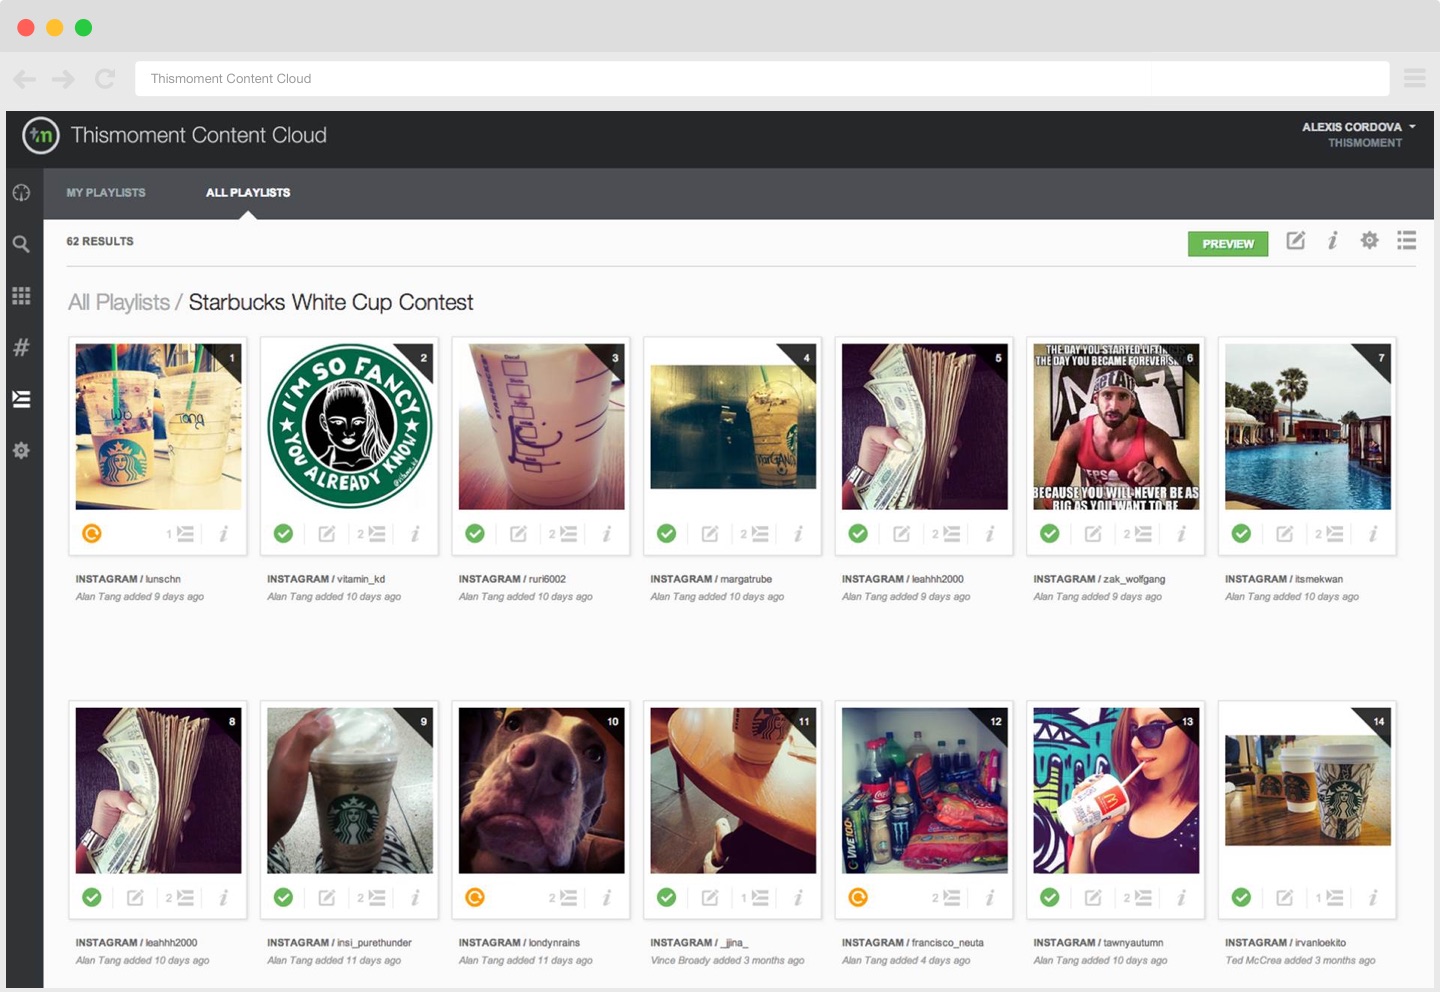 Thismoment Content Cloud
tm Thismoment Content Cloud
ALEXIS CORDOVA
THISMOMENT
MY PLAYLISTS ALL PLAYLISTS
62 RESULTS
PREVIEW
All Playlists / Starbucks White Cup Contest
1 2 3 4 5 6 7
Tang
I'M SO FANCY
YOU ALREADY KNOW
Decaf
THE DAY YOU STARTED LIFTING
THE DAY YOU BECAME FOREVER
BECAUSE YOU WILL NEVER BE AS
BIG AS YOU WANT TO BE
1 2 2 2 2 2 2
INSTAGRAM / lunschn
Alan Tang added 9 days ago
INSTAGRAM / vitamin_kd
Alan Tang added 10 days ago
INSTAGRAM / ruri6002
Alan Tang added 10 days ago
INSTAGRAM / margatrube
Alan Tang added 10 days ago
INSTAGRAM / leahhh2000
Alan Tang added 9 days ago
INSTAGRAM / zak_wolfgang
Alan Tang added 9 days ago
INSTAGRAM / itsmekwan
Alan Tang added 10 days ago
8 9 10 11 12 13 14
VIVE 100
2 2 2 1 2 2 1
INSTAGRAM / leahhh2000
Alan Tang added 10 days ago
INSTAGRAM / insi_purethunder
Alan Tang added 11 days ago
INSTAGRAM / londynrains
Alan Tang added 11 days ago
INSTAGRAM / _jjina_
Vince Broady added 3 months ago
INSTAGRAM / francisco_neuta
Alan Tang added 4 days ago
INSTAGRAM / tawnyautumn
Alan Tang added 10 days ago
INSTAGRAM / irvanloekito
Ted McCrea added 3 months ago